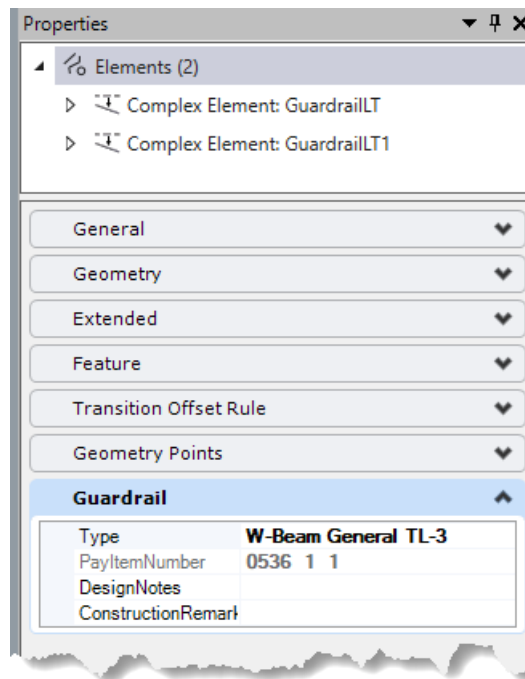 Properties
Elements (2)
Complex Element: GuardrailLT
Complex Element: GuardrailLT1
General
Geometry
Extended
Feature
Transition Offset Rule
Geometry Points
Guardrail
Type W-Beam General TL-3
PayItemNumber 0536 1 1
DesignNotes
ConstructionRemark